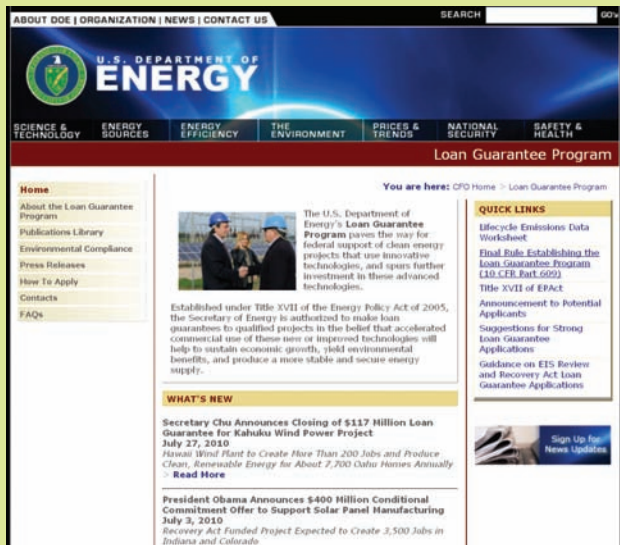 ABOUT DOE | ORGANIZATION | NEWS | CONTACT US
SEARCH
GO
U.S. DEPARTMENT OF
ENERGY
SCIENCE & TECHNOLOGY
ENERGY SOURCES
ENERGY EFFICIENCY
THE ENVIRONMENT
PRICES & TRENDS
NATIONAL SECURITY
SAFETY & HEALTH
Loan Guarantee Program
You are here: CFO Home > Loan Guarantee Program
Home
About the Loan Guarantee
Program
Publications Library
Environmental Compliance
Press Releases
How To Apply
Contacts
FAQs
The U.S. Department of
Energy's Loan Guarantee
Program paves the way for
federal support of clean energy
projects that use innovative
technologies, and spurs further
investment in these advanced
technologies.
Established under Title XVII of the Energy Policy Act of 2005,
the Secretary of Energy is authorized to make loan
guarantees to qualified projects in the belief that accelerated
commercial use of these new or improved technologies will
help to sustain economic growth, yield environmental
benefits, and produce a more stable and secure energy
supply.
WHAT'S NEW
Secretary Chu Announces Closing of $117 Million Loan
Guarantee for Kahuku Wind Power Project
July 27, 2010
Hawaii Wind Plant to Create More Than 200 Jobs and Produce
Clean, Renewable Energy for About 7,700 Oahu Homes Annually
> Read More
President Obama Announces $400 Million Conditional
Commitment Offer to Support Solar Panel Manufacturing
July 3, 2010
Recovery Act Funded Project Expected to Create 3,500 Jobs in
Indiana and Colorado
QUICK LINKS
Lifecycle Emissions Data
Worksheet
Final Rule Establishing the
Loan Guarantee Program
(10 CFR Part 609)
Title XVII of EPAct
Announcement to Potential
Applicants
Suggestions for Strong
Loan Guarantee
Applications
Guidance on EIS Review
and Recovery Act Loan
Guarantee Applications
Sign Up for
News Updates